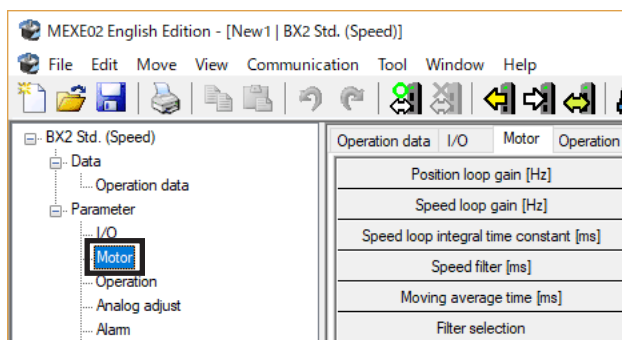 MEXE02 English Edition - [New1 | BX2 Std. (Speed)]
File Edit Move View Communication Tool Window Help
BX2 Std. (Speed)
Data
Operation data
Parameter
I/O
Motor
Operation
Analog adjust
Alarm
Operation data I/O Motor Operation
Position loop gain [Hz]
Speed loop gain [Hz]
Speed loop integral time constant [ms]
Speed filter [ms]
Moving average time [ms]
Filter selection